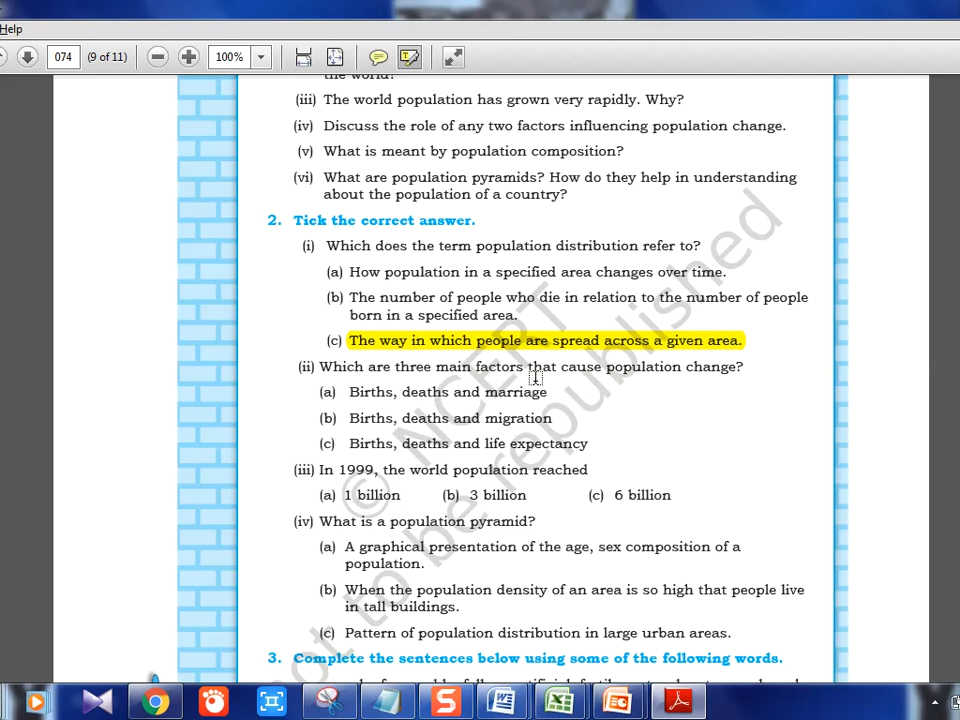 Help
074 (9 of 11) 100%
the world?
(iii) The world population has grown very rapidly. Why?
(iv) Discuss the role of any two factors influencing population change.
(v) What is meant by population composition?
(vi) What are population pyramids? How do they help in understanding
about the population of a country?
2. Tick the correct answer.
(i) Which does the term population distribution refer to?
(a) How population in a specified area changes over time.
(b) The number of people who die in relation to the number of people
born in a specified area.
(c) The way in which people are spread across a given area.
(ii) Which are three main factors that cause population change?
(a) Births, deaths and marriage
(b) Births, deaths and migration
(c) Births, deaths and life expectancy
(iii) In 1999, the world population reached
(a) 1 billion (b) 3 billion (c) 6 billion
(iv) What is a population pyramid?
(a) A graphical presentation of the age, sex composition of a
population.
(b) When the population density of an area is so high that people live
in tall buildings.
(c) Pattern of population distribution in large urban areas.
3. Complete the sentences below using some of the following words.
© NCERT
not to be republished